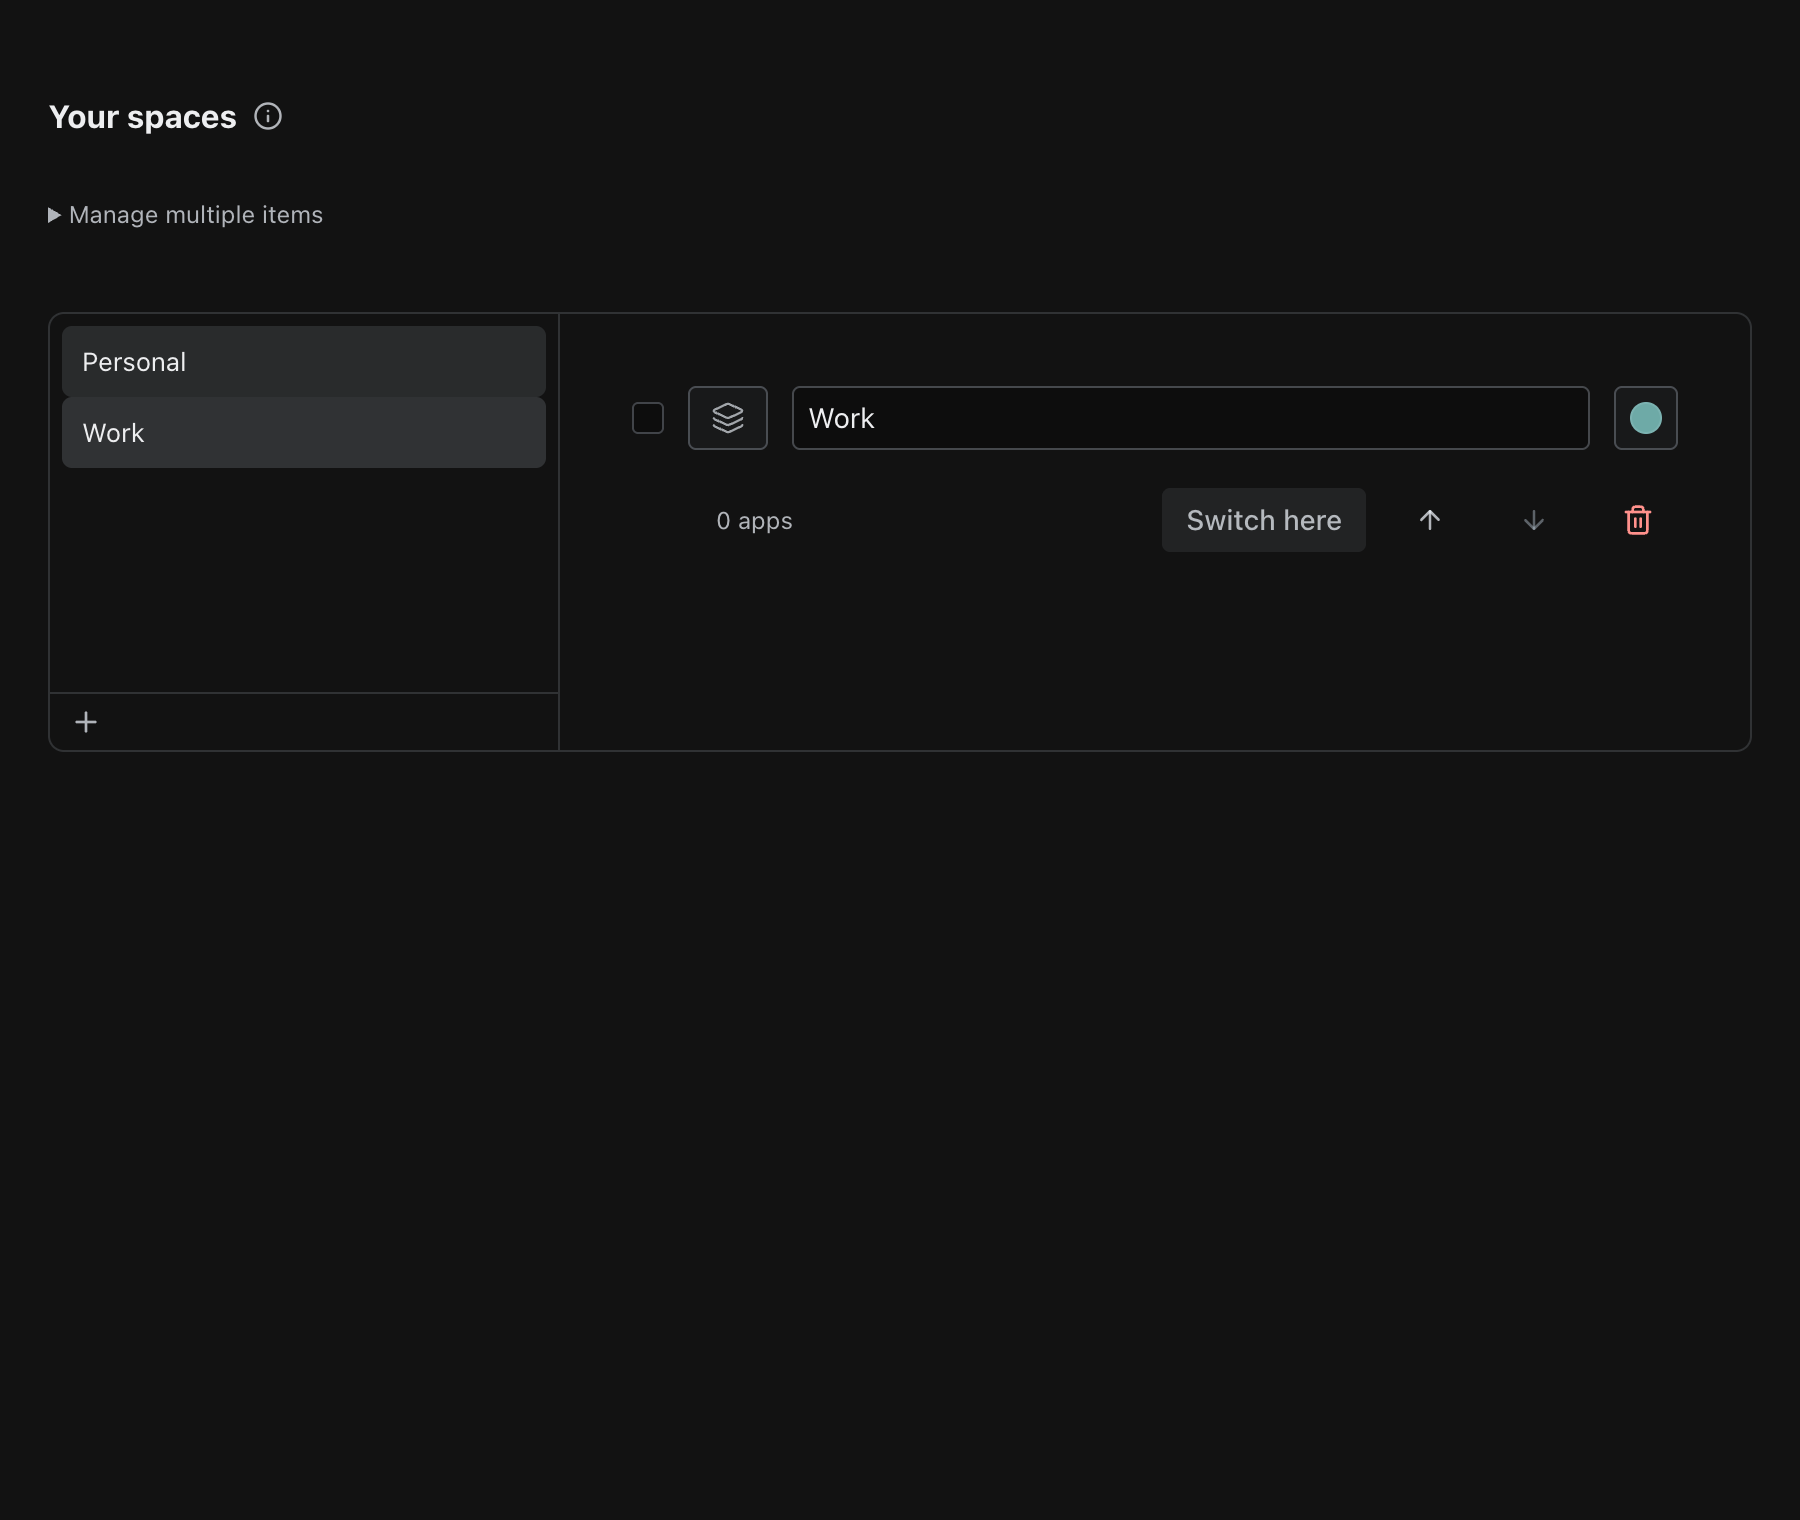 Your spaces
Manage multiple items
Personal
Work
Work
0 apps
Switch here